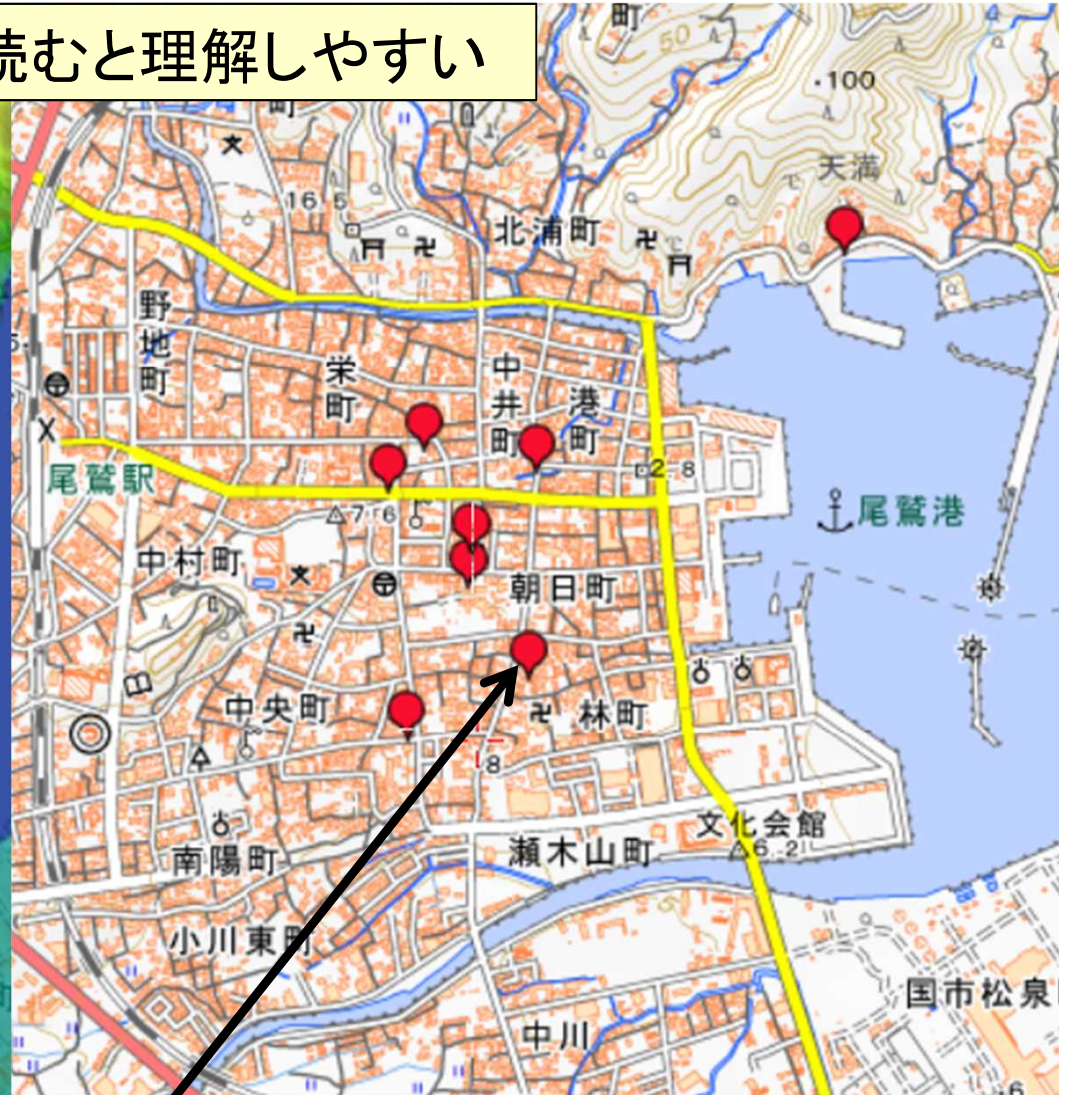 読むと理解しやすい
町
50
・100
町
天満
16.5
北浦町
野地町
栄町
中井町
港町
2.8
尾鷲駅
7.6
尾鷲港
中村町
朝日町
中央町
林町
8
文化会館
6.2
南陽町
瀬木山町
小川東町
国市松泉
中川
6